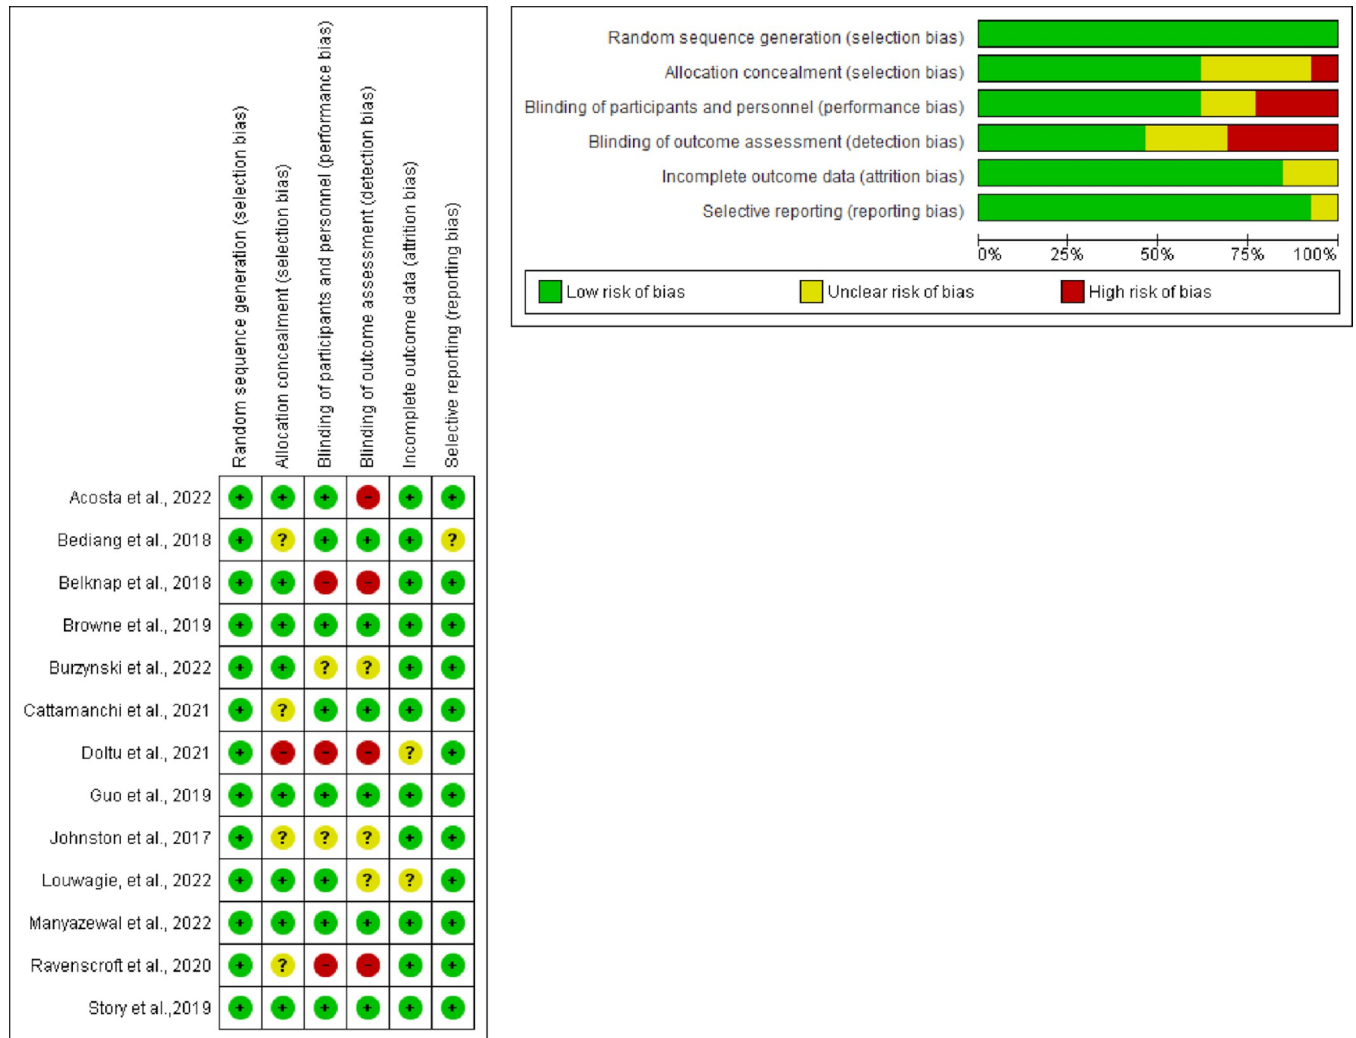 Random sequence generation (selection bias)
Allocation concealment (selection bias)
Blinding of participants and personnel (performance bias)
Blinding of outcome assessment (detection bias)
Incomplete outcome data (attrition bias)
Selective reporting (reporting bias)
Acosta et al., 2022 + + + - + +
Bediang et al., 2018 + ? + + + ?
Belknap et al., 2018 + + - - + +
Browne et al., 2019 + + + + + +
Burzynski et al., 2022 + + ? ? + +
Cattamanchi et al., 2021 + ? + + + +
Doltu et al., 2021 + - - - ? +
Guo et al., 2019 + + + + + +
Johnston et al., 2017 + ? ? ? + +
Louwagie, et al., 2022 + + + ? ? +
Manyazewal et al., 2022 + + + + + +
Ravenscroft et al., 2020 + ? - - + +
Story et al.,2019 + + + + + +
Random sequence generation (selection bias)
Allocation concealment (selection bias)
Blinding of participants and personnel (performance bias)
Blinding of outcome assessment (detection bias)
Incomplete outcome data (attrition bias)
Selective reporting (reporting bias)
0% 25% 50% 75% 100%
Low risk of bias Unclear risk of bias High risk of bias